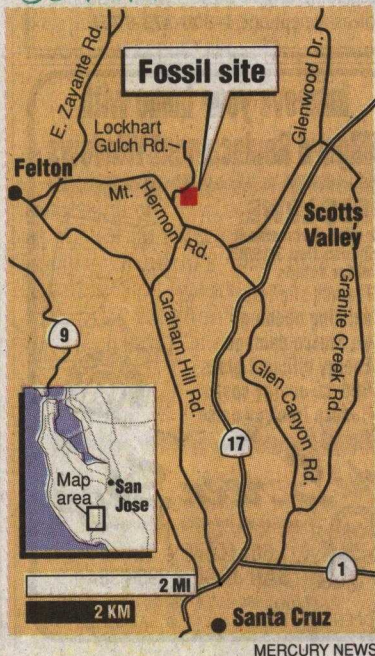 E. Zayante Rd.
Fossil site
Glenwood Dr.
Lockhart
Gulch Rd.
Felton
Mt. Hermon Rd.
Scotts
Valley
9
Graham Hill Rd.
Granite Creek Rd.
Glen Canyon Rd.
17
Map
area
San
Jose
2 MI
2 KM
1
Santa Cruz
MERCURY NEWS